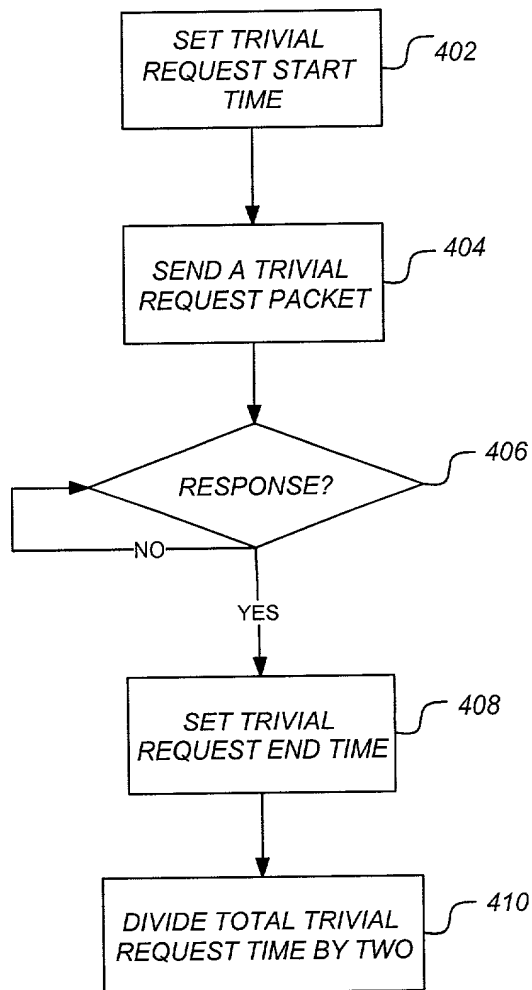 SET TRIVIAL
REQUEST START
TIME
402
SEND A TRIVIAL
REQUEST PACKET
404
RESPONSE?
406
NO
YES
SET TRIVIAL
REQUEST END TIME
408
DIVIDE TOTAL TRIVIAL
REQUEST TIME BY TWO
410